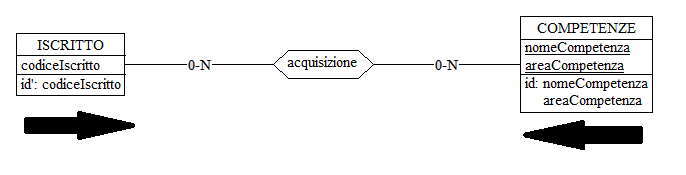 ISCRITTO
codiceIscritto
id': codiceIscritto
0-N
acquisizione
0-N
COMPETENZE
nomeCompetenza
areaCompetenza
id: nomeCompetenza
areaCompetenza